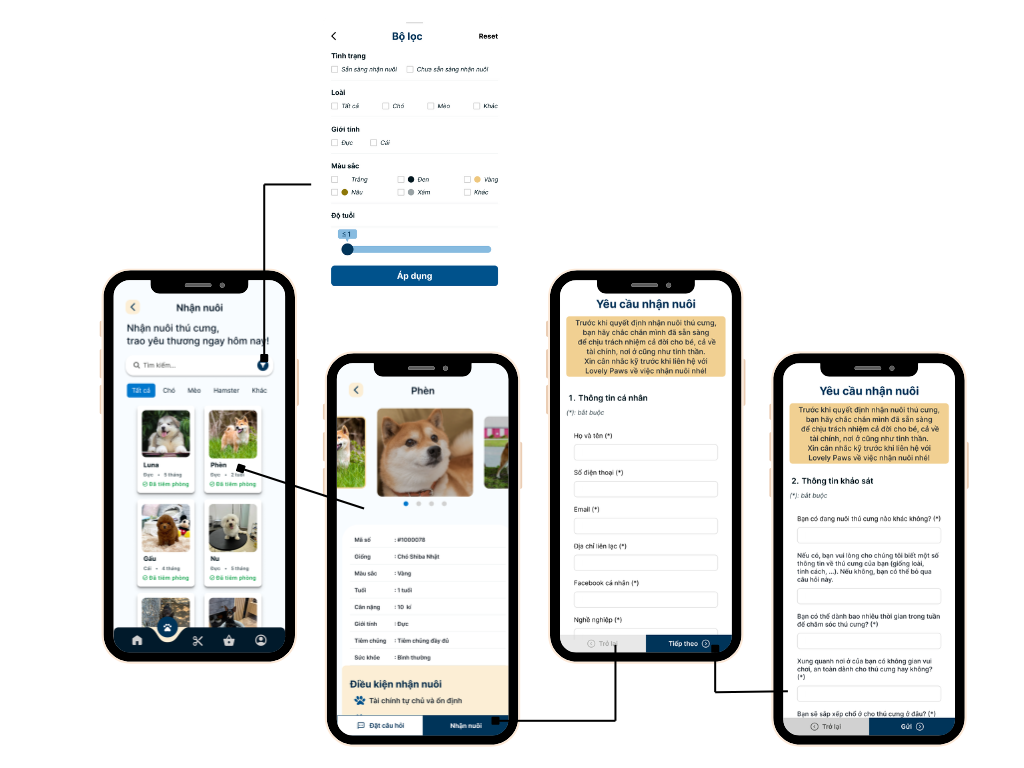 Bộ lọc
Reset
Tình trạng
Sẵn sàng nhận nuôi
Chưa sẵn sàng nhận nuôi
Loài
Tất cả
Chó
Mèo
Khác
Giới tính
Đực
Cái
Màu sắc
Trắng
Đen
Vàng
Nâu
Xám
Khác
Độ tuổi
≤ 1
Áp dụng
Nhận nuôi
Nhận nuôi thú cưng,
trao yêu thương ngay hôm nay!
Tìm kiếm...
Tất cả
Chó
Mèo
Hamster
Khác
Luna
Đực • 5 tháng
Đã tiêm phòng
Phèn
Đực • 2 tuổi
Đã tiêm phòng
Gấu
Cái • 4 tháng
Đã tiêm phòng
Nu
Đực • 5 tháng
Đã tiêm phòng
Phèn
Mã số : #1000078
Giống : Chó Shiba Nhật
Màu sắc : Vàng
Tuổi : 1 tuổi
Cân nặng : 10 kí
Giới tính : Đực
Tiêm chủng : Tiêm chủng đầy đủ
Sức khỏe : Bình thường
Điều kiện nhận nuôi
Tài chính tự chủ và ổn định
Đặt câu hỏi
Nhận nuôi
Yêu cầu nhận nuôi
Trước khi quyết định nhận nuôi thú cưng,
bạn hãy chắc chắn mình đã sẵn sàng
để chịu trách nhiệm cả đời cho bé, cả về
tài chính, nơi ở cũng như tinh thần.
Xin cân nhắc kỹ trước khi liên hệ với
Lovely Paws về việc nhận nuôi nhé!
1. Thông tin cá nhân
(*): bắt buộc
Họ và tên (*)
Số điện thoại (*)
Email (*)
Địa chỉ liên lạc (*)
Facebook cá nhân (*)
Nghề nghiệp (*)
Trở lại
Tiếp theo
Yêu cầu nhận nuôi
Trước khi quyết định nhận nuôi thú cưng,
bạn hãy chắc chắn mình đã sẵn sàng
để chịu trách nhiệm cả đời cho bé, cả về
tài chính, nơi ở cũng như tinh thần.
Xin cân nhắc kỹ trước khi liên hệ với
Lovely Paws về việc nhận nuôi nhé!
2. Thông tin khảo sát
(*): bắt buộc
Bạn có đang nuôi thú cưng nào khác không? (*)
Nếu có, bạn vui lòng cho chúng tôi biết một số
thông tin về thú cưng của bạn (giống loài,
tính cách, ...). Nếu không, bạn có thể bỏ qua
câu hỏi này.
Bạn có thể dành bao nhiêu thời gian trong tuần
để chăm sóc thú cưng? (*)
Xung quanh nơi ở của bạn có không gian vui
chơi, an toàn dành cho thú cưng hay không?
(*)
Bạn sẽ sắp xếp chỗ ở cho thú cưng ở đâu? (*)
Trở lại
Gửi